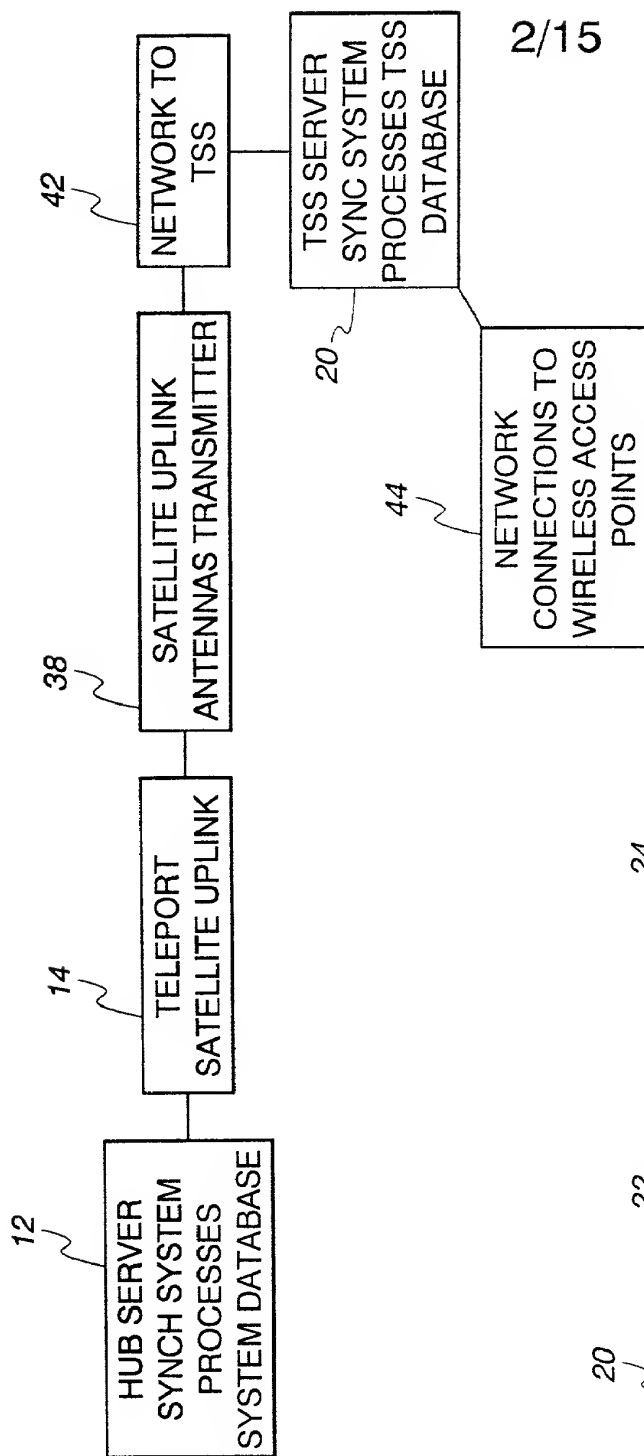 2/15
12
HUB SERVER
SYNCH SYSTEM
PROCESSES
SYSTEM DATABASE
14
TELEPORT
SATELLITE UPLINK
38
SATELLITE UPLINK
ANTENNAS TRANSMITTER
42
NETWORK TO
TSS
20
TSS SERVER
SYNC SYSTEM
PROCESSES TSS
DATABASE
44
NETWORK
CONNECTIONS TO
WIRELESS ACCESS
POINTS
20